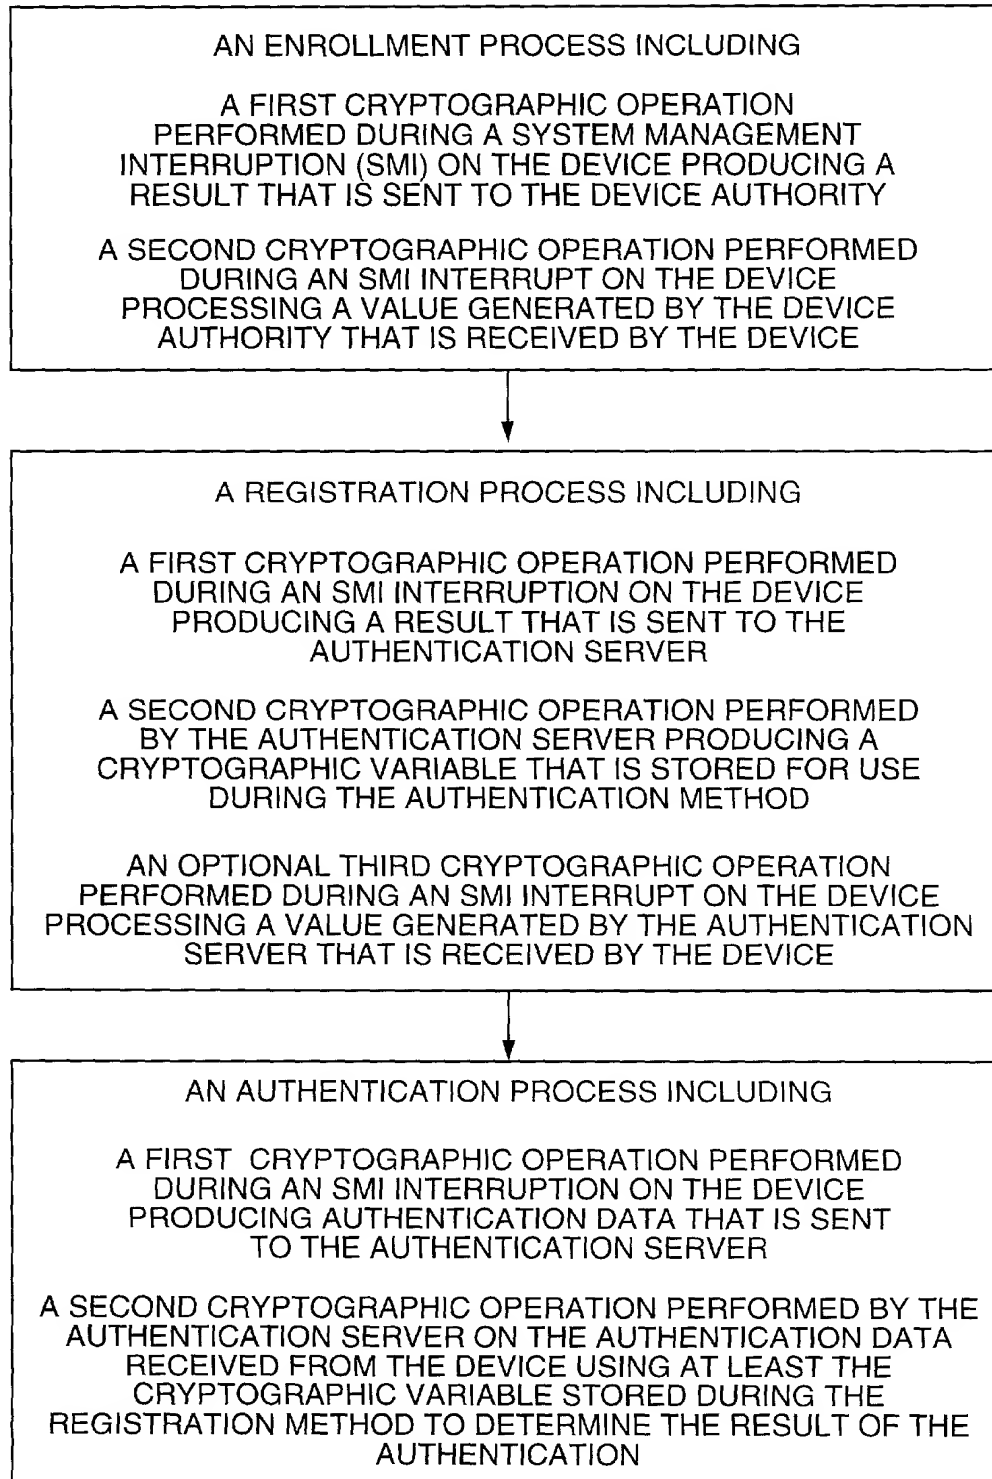 AN ENROLLMENT PROCESS INCLUDING
A FIRST CRYPTOGRAPHIC OPERATION
PERFORMED DURING A SYSTEM MANAGEMENT
INTERRUPTION (SMI) ON THE DEVICE PRODUCING A
RESULT THAT IS SENT TO THE DEVICE AUTHORITY
A SECOND CRYPTOGRAPHIC OPERATION PERFORMED
DURING AN SMI INTERRUPT ON THE DEVICE
PROCESSING A VALUE GENERATED BY THE DEVICE
AUTHORITY THAT IS RECEIVED BY THE DEVICE
A REGISTRATION PROCESS INCLUDING
A FIRST CRYPTOGRAPHIC OPERATION PERFORMED
DURING AN SMI INTERRUPTION ON THE DEVICE
PRODUCING A RESULT THAT IS SENT TO THE
AUTHENTICATION SERVER
A SECOND CRYPTOGRAPHIC OPERATION PERFORMED
BY THE AUTHENTICATION SERVER PRODUCING A
CRYPTOGRAPHIC VARIABLE THAT IS STORED FOR USE
DURING THE AUTHENTICATION METHOD
AN OPTIONAL THIRD CRYPTOGRAPHIC OPERATION
PERFORMED DURING AN SMI INTERRUPT ON THE DEVICE
PROCESSING A VALUE GENERATED BY THE AUTHENTICATION
SERVER THAT IS RECEIVED BY THE DEVICE
AN AUTHENTICATION PROCESS INCLUDING
A FIRST CRYPTOGRAPHIC OPERATION PERFORMED
DURING AN SMI INTERRUPTION ON THE DEVICE
PRODUCING AUTHENTICATION DATA THAT IS SENT
TO THE AUTHENTICATION SERVER
A SECOND CRYPTOGRAPHIC OPERATION PERFORMED BY THE
AUTHENTICATION SERVER ON THE AUTHENTICATION DATA
RECEIVED FROM THE DEVICE USING AT LEAST THE
CRYPTOGRAPHIC VARIABLE STORED DURING THE
REGISTRATION METHOD TO DETERMINE THE RESULT OF THE
AUTHENTICATION